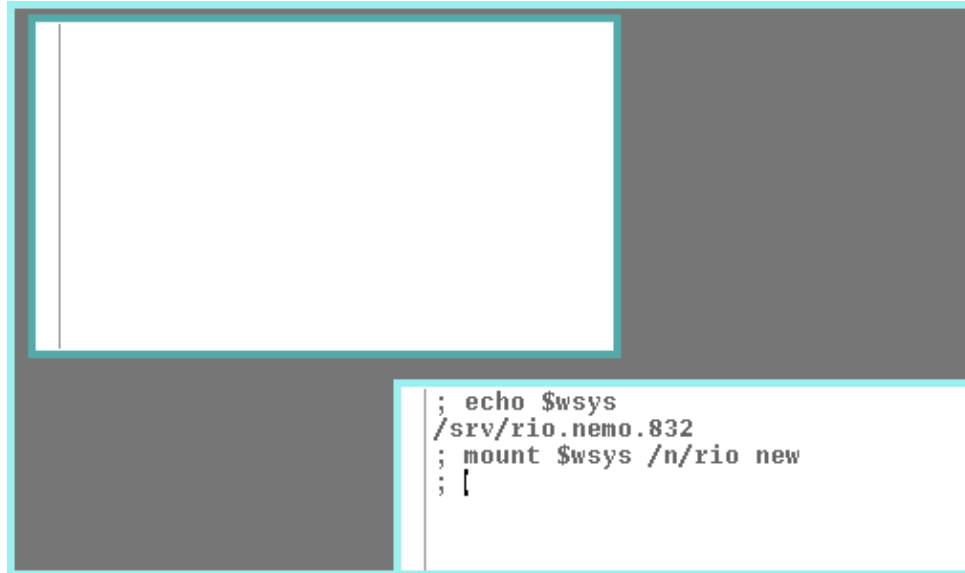 ; echo $wsys
/srv/rio.nemo.832
; mount $wsys /n/rio new
;